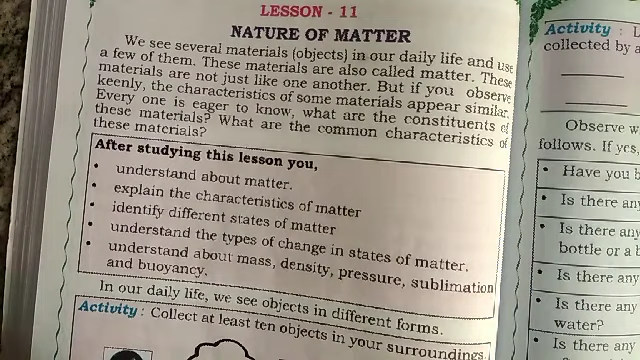 LESSON - 11
NATURE OF MATTER
We see several materials (objects) in our daily life and use
a few of them. These materials are also called matter. These
materials are not just like one another. But if you observe
keenly, the characteristics of some materials appear similar.
Every one is eager to know, what are the constituents of
these materials? What are the common characteristics of
these materials?
After studying this lesson you,
• understand about matter.
• explain the characteristics of matter
• identify different states of matter
• understand the types of change in states of matter.
• understand about mass, density, pressure, sublimation
and buoyancy.
In our daily life, we see objects in different forms.
Activity : Collect at least ten objects in your surroundings
Activity :
collected by a
Observe w
follows. If yes,
• Have you b
• Is there any
• Is there any
bottle or a b
• Is there any
• Is there any
water?
• Is there any